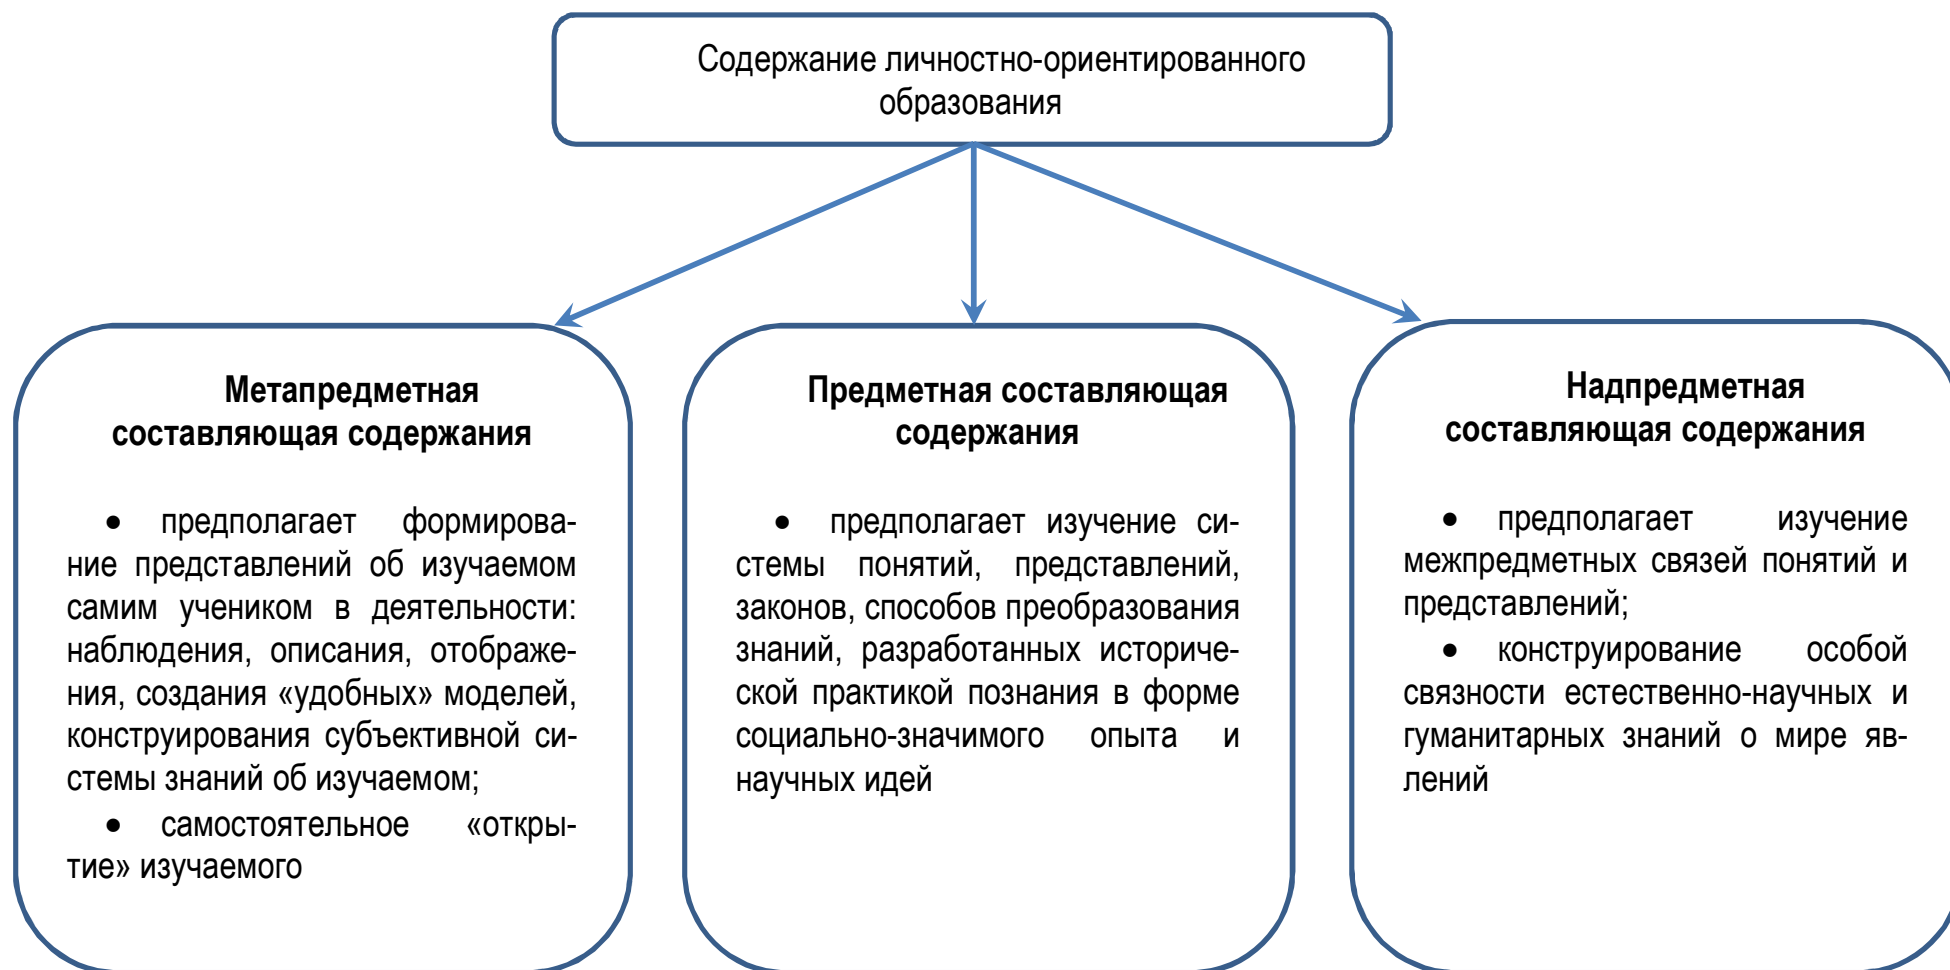 Содержание личностно-ориентированного
образования
Метапредметная
составляющая содержания
• предполагает формирова-
ние представлений об изучаемом
самим учеником в деятельности:
наблюдения, описания, отображе-
ния, создания «удобных» моделей,
конструирования субъективной си-
стемы знаний об изучаемом;
• самостоятельное «откры-
тие» изучаемого
Предметная составляющая
содержания
• предполагает изучение си-
стемы понятий, представлений,
законов, способов преобразования
знаний, разработанных историче-
ской практикой познания в форме
социально-значимого опыта и
научных идей
Надпредметная
составляющая содержания
• предполагает изучение
межпредметных связей понятий и
представлений;
• конструирование особой
связности естественно-научных и
гуманитарных знаний о мире яв-
лений